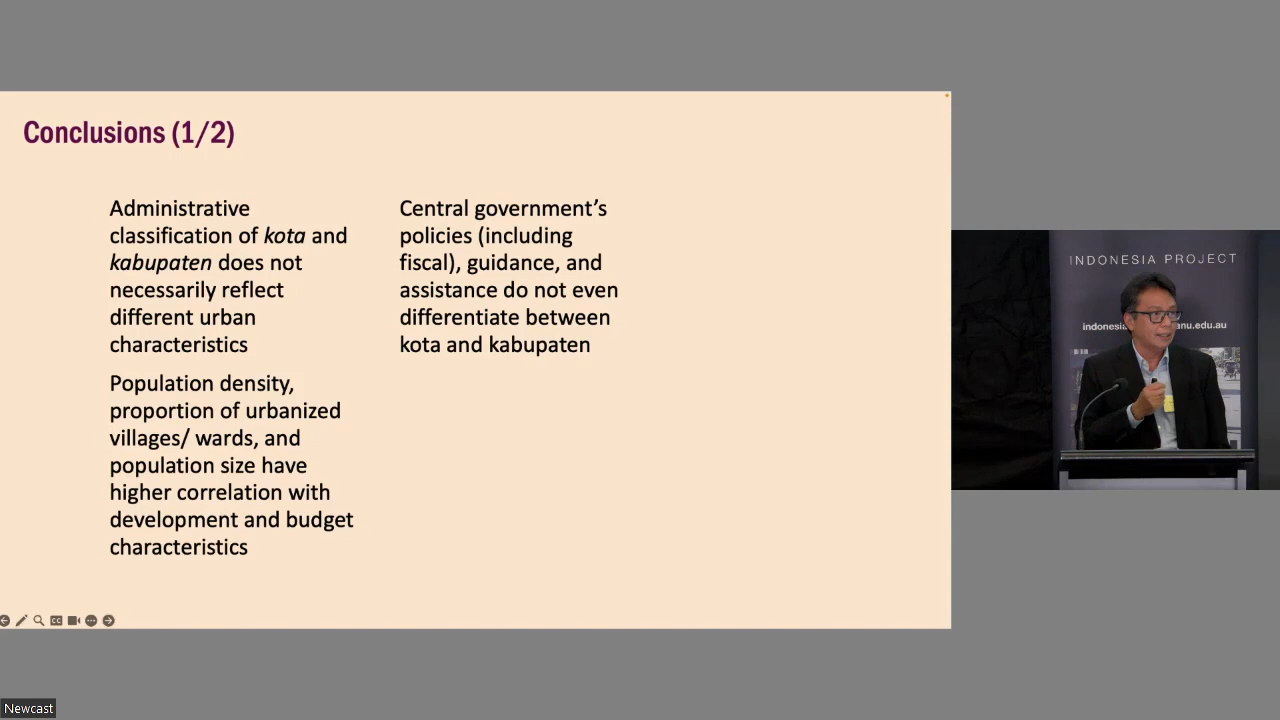 Conclusions (1/2)
Administrative
classification of kota and
kabupaten does not
necessarily reflect
different urban
characteristics
Population density,
proportion of urbanized
villages/ wards, and
population size have
higher correlation with
development and budget
characteristics
Central government’s
policies (including
fiscal), guidance, and
assistance do not even
differentiate between
kota and kabupaten
INDONESIA PROJECT
indonesia
anu.edu.au
CC
Newcast